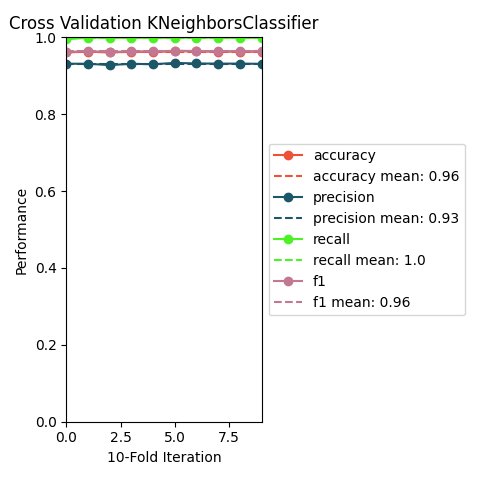 Cross Validation KNeighborsClassifier
Performance
1.0
0.8
0.6
0.4
0.2
0.0
0.0 2.5 5.0 7.5
10-Fold Iteration
accuracy
accuracy mean: 0.96
precision
precision mean: 0.93
recall
recall mean: 1.0
f1
f1 mean: 0.96